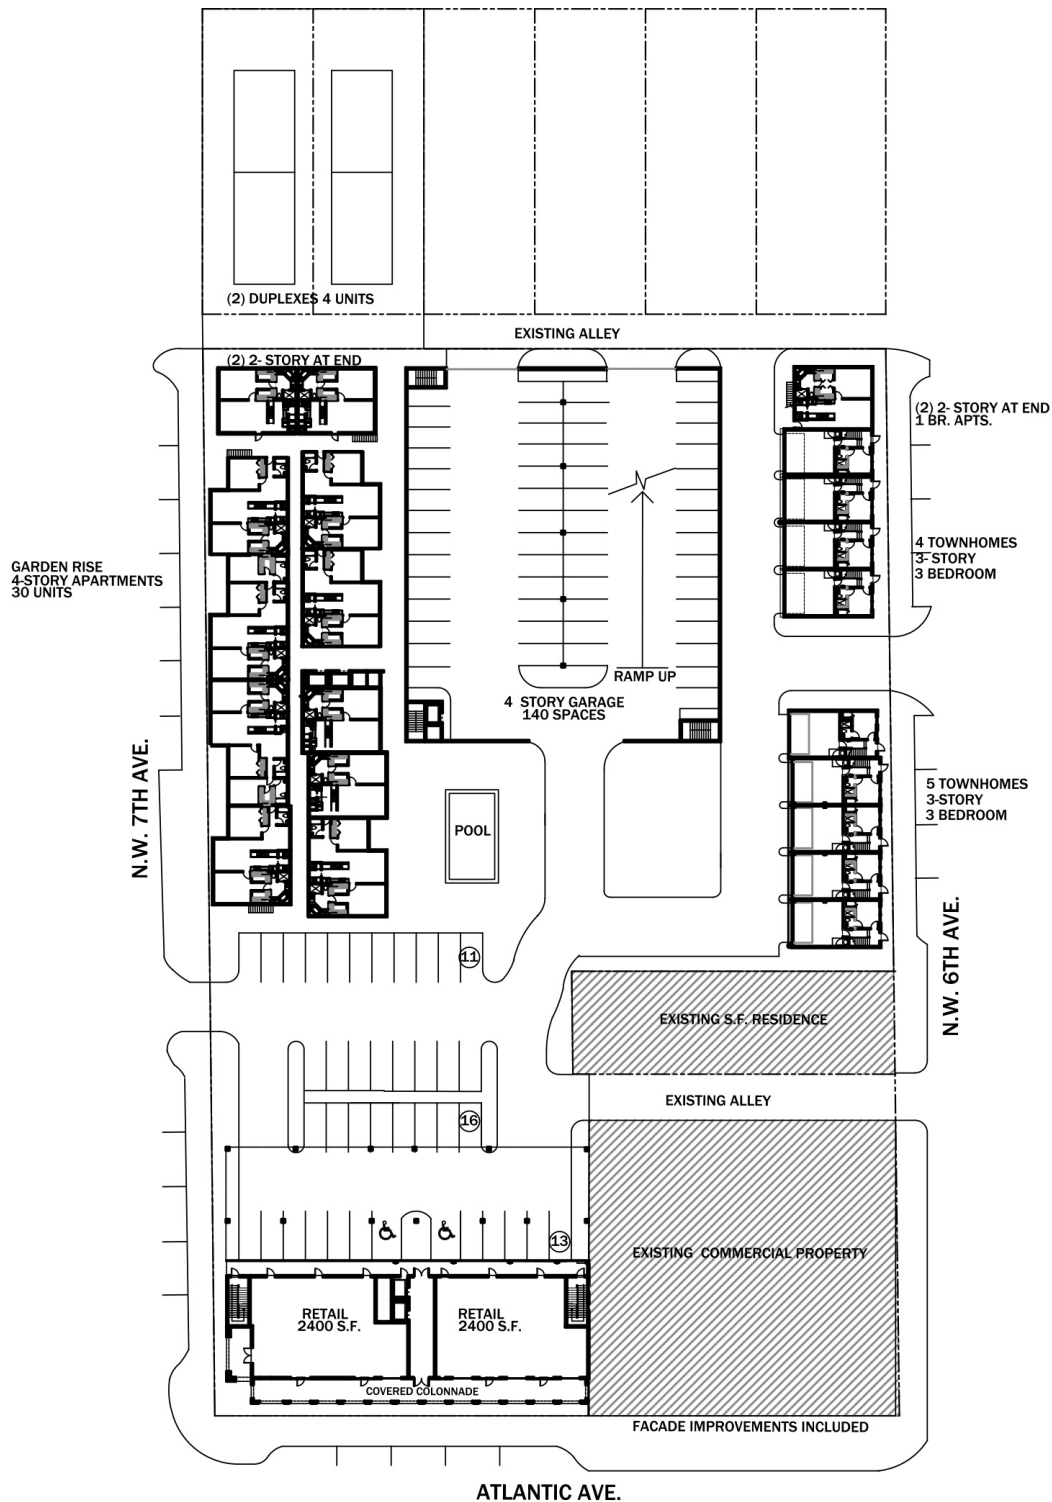 (2) DUPLEXES 4 UNITS
EXISTING ALLEY
(2) 2- STORY AT END
(2) 2- STORY AT END
1 BR. APTS.
4 TOWNHOMES
3- STORY
3 BEDROOM
GARDEN RISE
4-STORY APARTMENTS
30 UNITS
RAMP UP
4 STORY GARAGE
140 SPACES
N.W. 7TH AVE.
5 TOWNHOMES
3-STORY
3 BEDROOM
POOL
N.W. 6TH AVE.
11
EXISTING S.F. RESIDENCE
EXISTING ALLEY
16
13
EXISTING COMMERCIAL PROPERTY
RETAIL
2400 S.F.
RETAIL
2400 S.F.
COVERED COLONNADE
FACADE IMPROVEMENTS INCLUDED
ATLANTIC AVE.